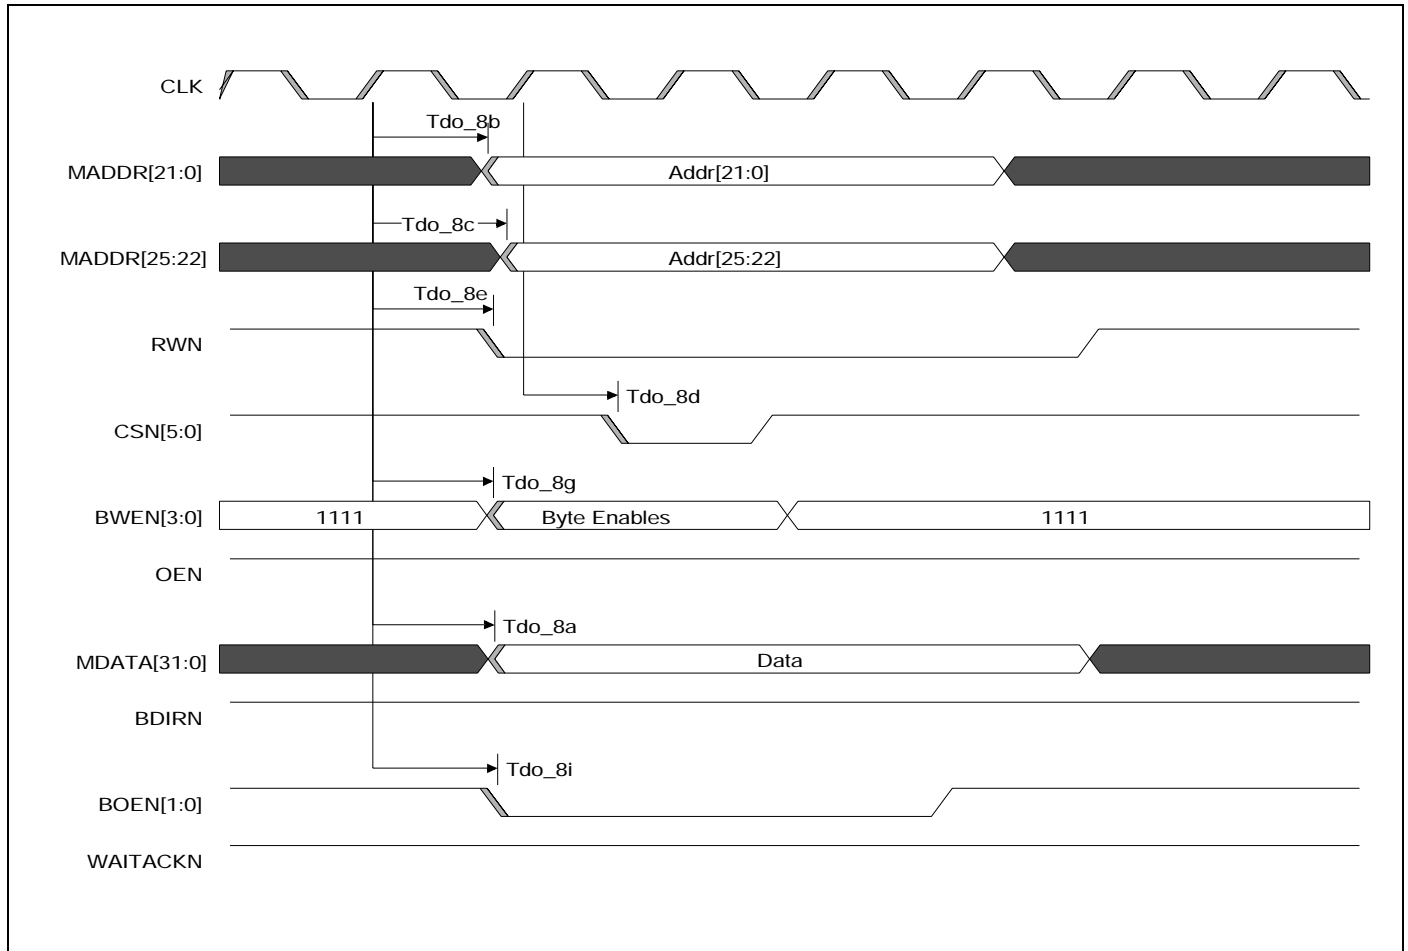 CLK
Tdo_8b
MADDR[21:0] Addr[21:0]
Tdo_8c
MADDR[25:22] Addr[25:22]
Tdo_8e
RWN
Tdo_8d
CSN[5:0]
Tdo_8g
BWEN[3:0] 1111 Byte Enables 1111
OEN
Tdo_8a
MDATA[31:0] Data
BDIRN
Tdo_8i
BOEN[1:0]
WAITACKN